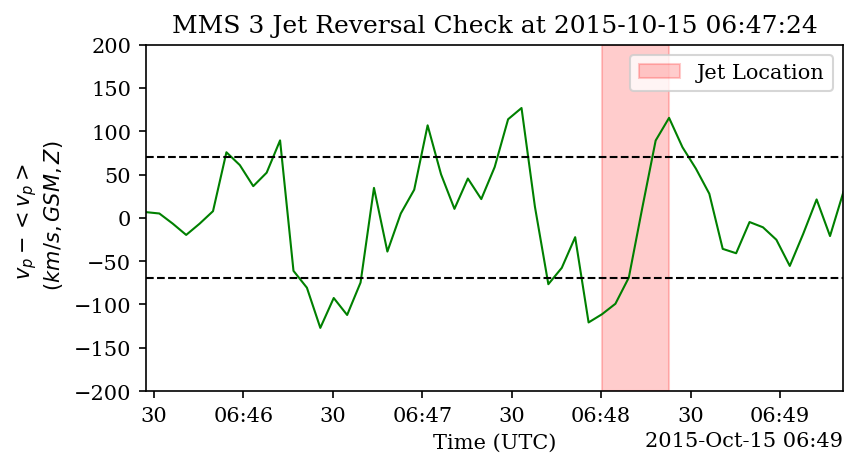 MMS 3 Jet Reversal Check at 2015-10-15 06:47:24
v_p − < v_p >
(km/s, GSM, Z)
200
150
100
50
0
−50
−100
−150
−200
Jet Location
30 06:46 30 06:47 30 06:48 30 06:49
Time (UTC)
2015-Oct-15 06:49